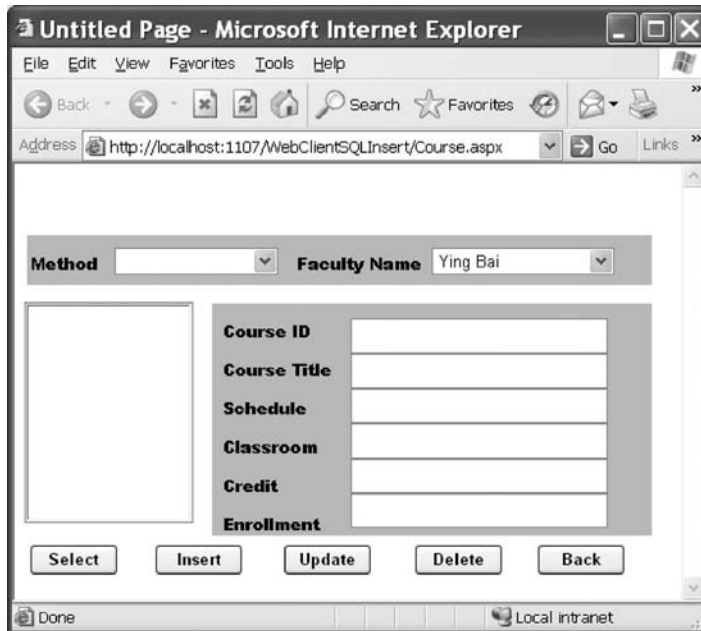 Untitled Page - Microsoft Internet Explorer
File Edit View Favorites Tools Help
Back Search Favorites »
Address http://localhost:1107/WebClientSQLInsert/Course.aspx Go Links »
Method Faculty Name Ying Bai
Course ID
Course Title
Schedule
Classroom
Credit
Enrollment
Select Insert Update Delete Back
Done Local intranet